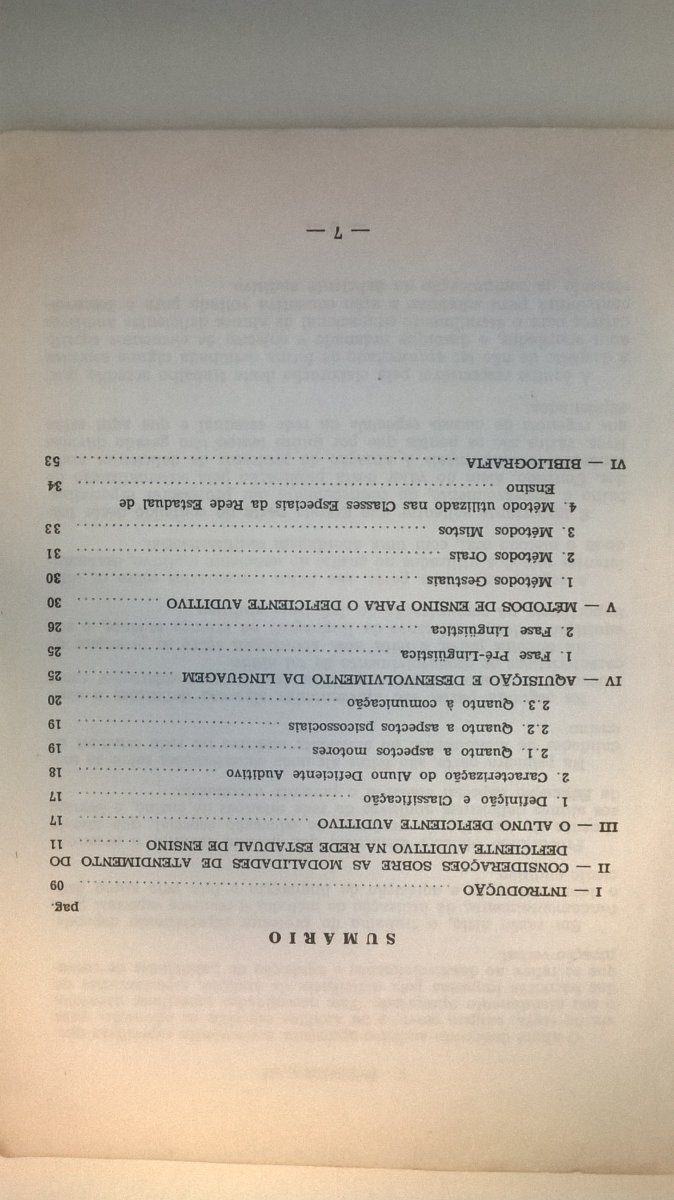 SUMÁRIO
pag.
I — INTRODUÇÃO ................................................ 09
II — CONSIDERAÇÕES SOBRE AS MODALIDADES DE ATENDIMENTO DO
DEFICIENTE AUDITIVO NA REDE ESTADUAL DE ENSINO ......... 11
III — O ALUNO DEFICIENTE AUDITIVO .............................. 17
1. Definição e Classificação .................................... 17
2. Caracterização do Aluno Deficiente Auditivo .................. 18
2.1. Quanto a aspectos motores ............................ 19
2.2. Quanto a aspectos psicossociais ........................ 19
2.3. Quanto à comunicação ................................ 20
IV — AQUISIÇÃO E DESENVOLVIMENTO DA LINGUAGEM ............. 25
1. Fase Pré-Lingüística ........................................ 25
2. Fase Lingüística ............................................ 26
V — MÉTODOS DE ENSINO PARA O DEFICIENTE AUDITIVO ............ 30
1. Métodos Gestuais ............................................ 30
2. Métodos Orais .............................................. 31
3. Métodos Mistos .............................................. 33
4. Método utilizado nas Classes Especiais da Rede Estadual de
Ensino ...................................................... 34
VI — BIBLIOGRAFIA ................................................ 53
— 7 —